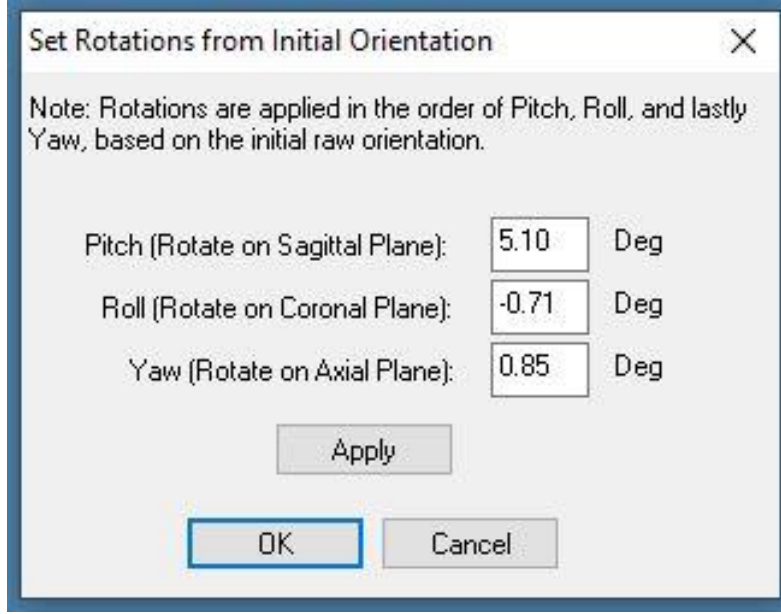 Set Rotations from Initial Orientation
Note: Rotations are applied in the order of Pitch, Roll, and lastly
Yaw, based on the initial raw orientation.
Pitch (Rotate on Sagittal Plane): 5.10 Deg
Roll (Rotate on Coronal Plane): -0.71 Deg
Yaw (Rotate on Axial Plane): 0.85 Deg
Apply
OK Cancel